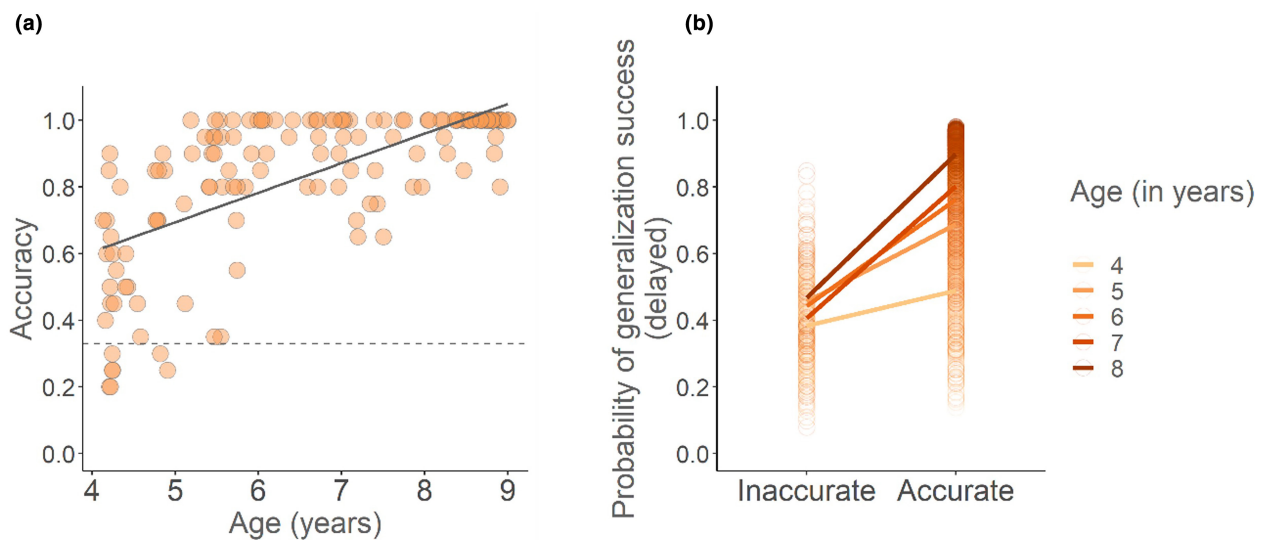 (a)
Accuracy
1.0
0.8
0.6
0.4
0.2
0.0
4 5 6 7 8 9
Age (years)
(b)
Probability of generalization success
(delayed)
1.0
0.8
0.6
0.4
0.2
0.0
Inaccurate Accurate
Age (in years)
4
5
6
7
8